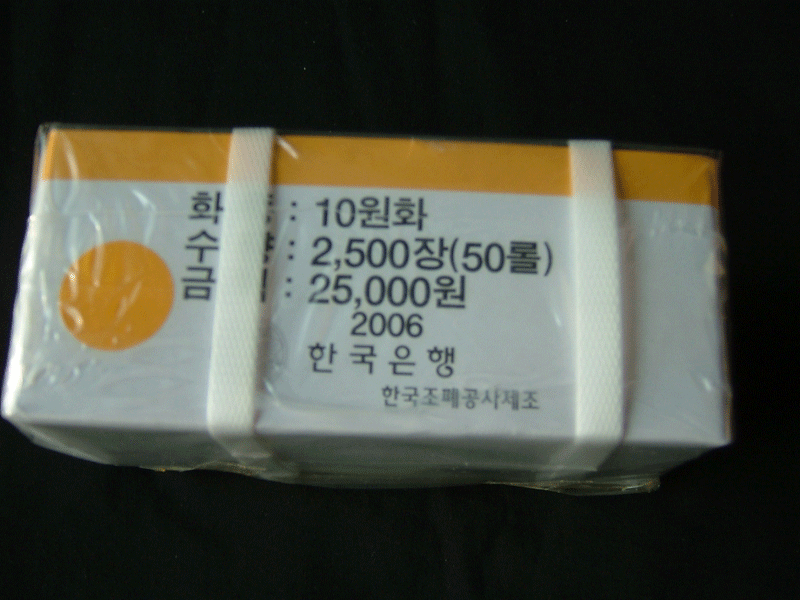 화 : 10원화
수 : 2,500장(50롤)
금 : 25,000원
2006
한국은행
한국조폐공사제조